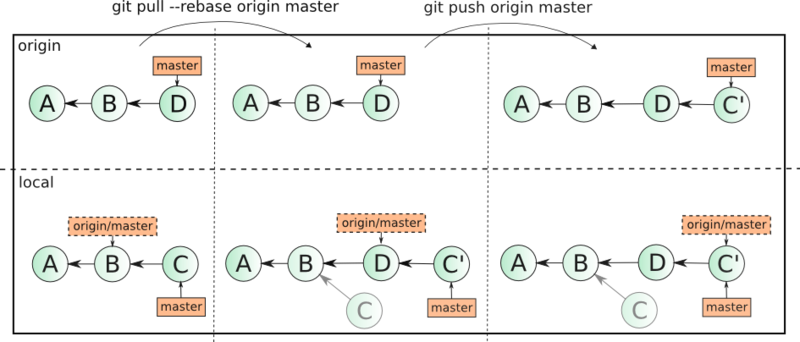 git pull --rebase origin master
git push origin master
origin
master
A B D
master
A B D
master
A B D C'
local
origin/master
A B C
master
origin/master
A B D C'
C
master
origin/master
A B D C'
C
master